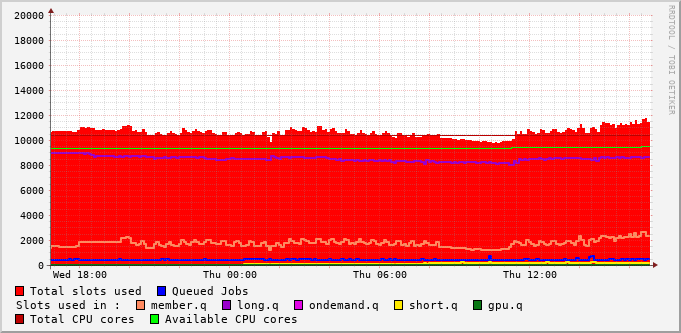 RRDTOOL / TOBI OETIKER
20000
18000
16000
14000
12000
10000
8000
6000
4000
2000
0
Wed 18:00 Thu 00:00 Thu 06:00 Thu 12:00
Total slots used Queued Jobs
Slots used in : member.q long.q ondemand.q short.q gpu.q
Total CPU cores Available CPU cores